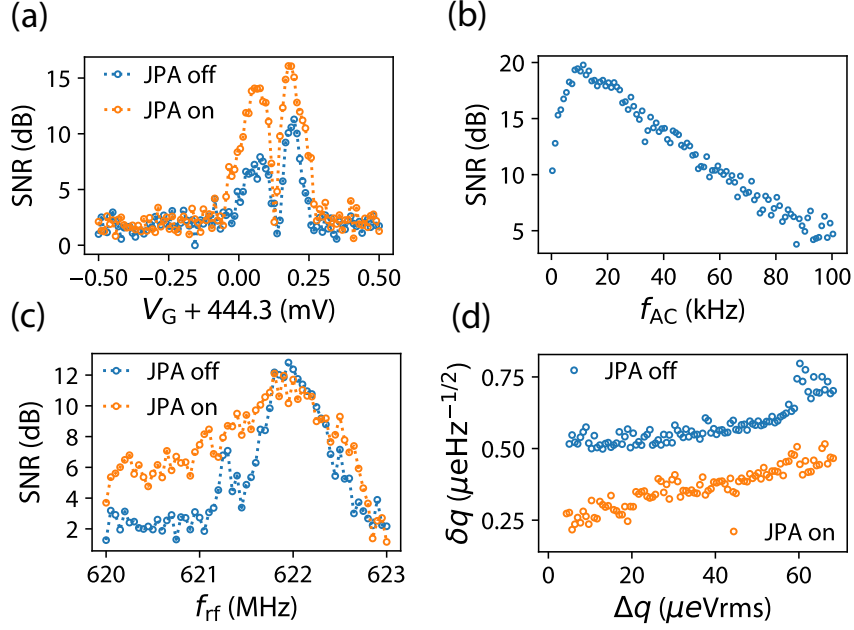 (a)
SNR (dB)
15
10
5
0
JPA off
JPA on
−0.50 −0.25 0.00 0.25 0.50
V_G + 444.3 (mV)
(b)
SNR (dB)
20
15
10
5
0 20 40 60 80 100
f_AC (kHz)
(c)
SNR (dB)
12
10
8
6
4
2
JPA off
JPA on
620 621 622 623
f_rf (MHz)
(d)
δq (μeHz^−1/2)
0.75
0.50
0.25
JPA off
JPA on
0 20 40 60
Δq (μeVrms)